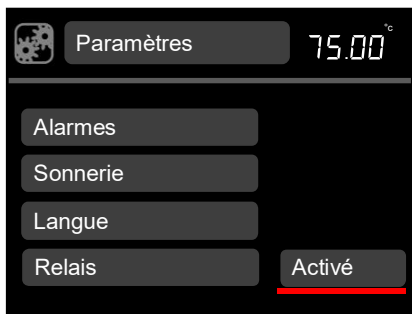 Paramètres 75.00°c
Alarmes
Sonnerie
Langue
Relais Activé